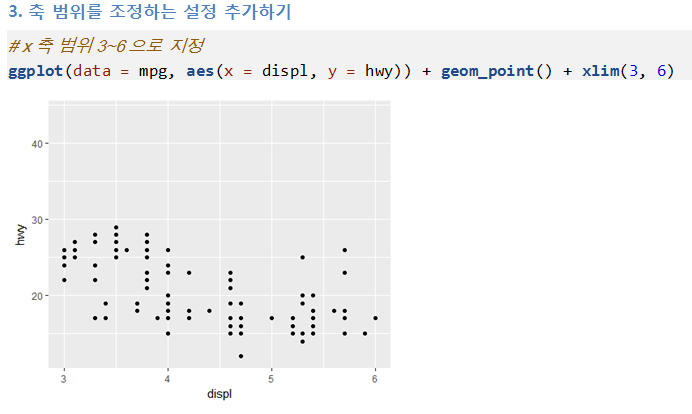 3. 축 범위를 조정하는 설정 추가하기
# x 축 범위 3~6 으로 지정
ggplot(data = mpg, aes(x = displ, y = hwy)) + geom_point() + xlim(3, 6)
40
30
20
hwy
3 4 5 6
displ